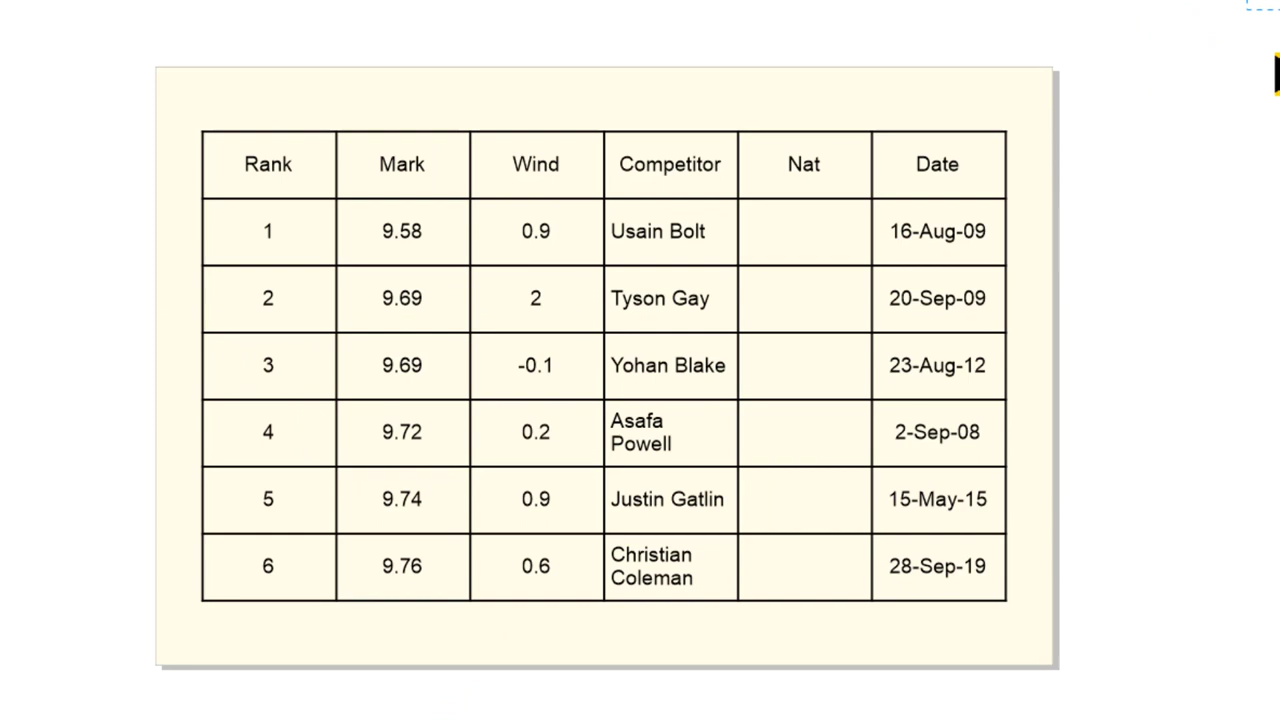 Rank Mark Wind Competitor Nat Date
1 9.58 0.9 Usain Bolt 16-Aug-09
2 9.69 2 Tyson Gay 20-Sep-09
3 9.69 -0.1 Yohan Blake 23-Aug-12
4 9.72 0.2 Asafa Powell 2-Sep-08
5 9.74 0.9 Justin Gatlin 15-May-15
6 9.76 0.6 Christian Coleman 28-Sep-19